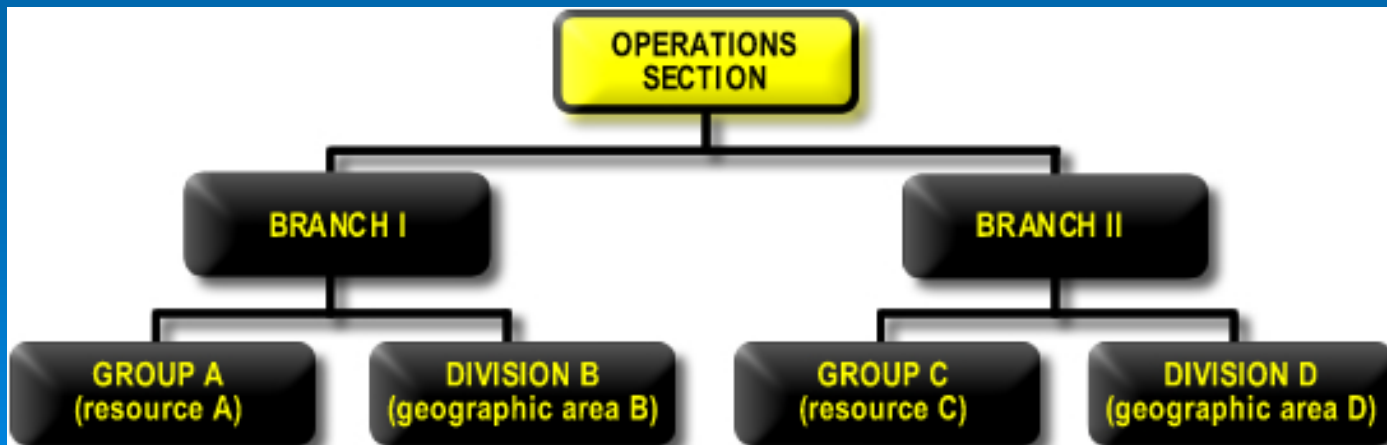 OPERATIONS
SECTION
BRANCH I
BRANCH II
GROUP A
(resource A)
DIVISION B
(geographic area B)
GROUP C
(resource C)
DIVISION D
(geographic area D)